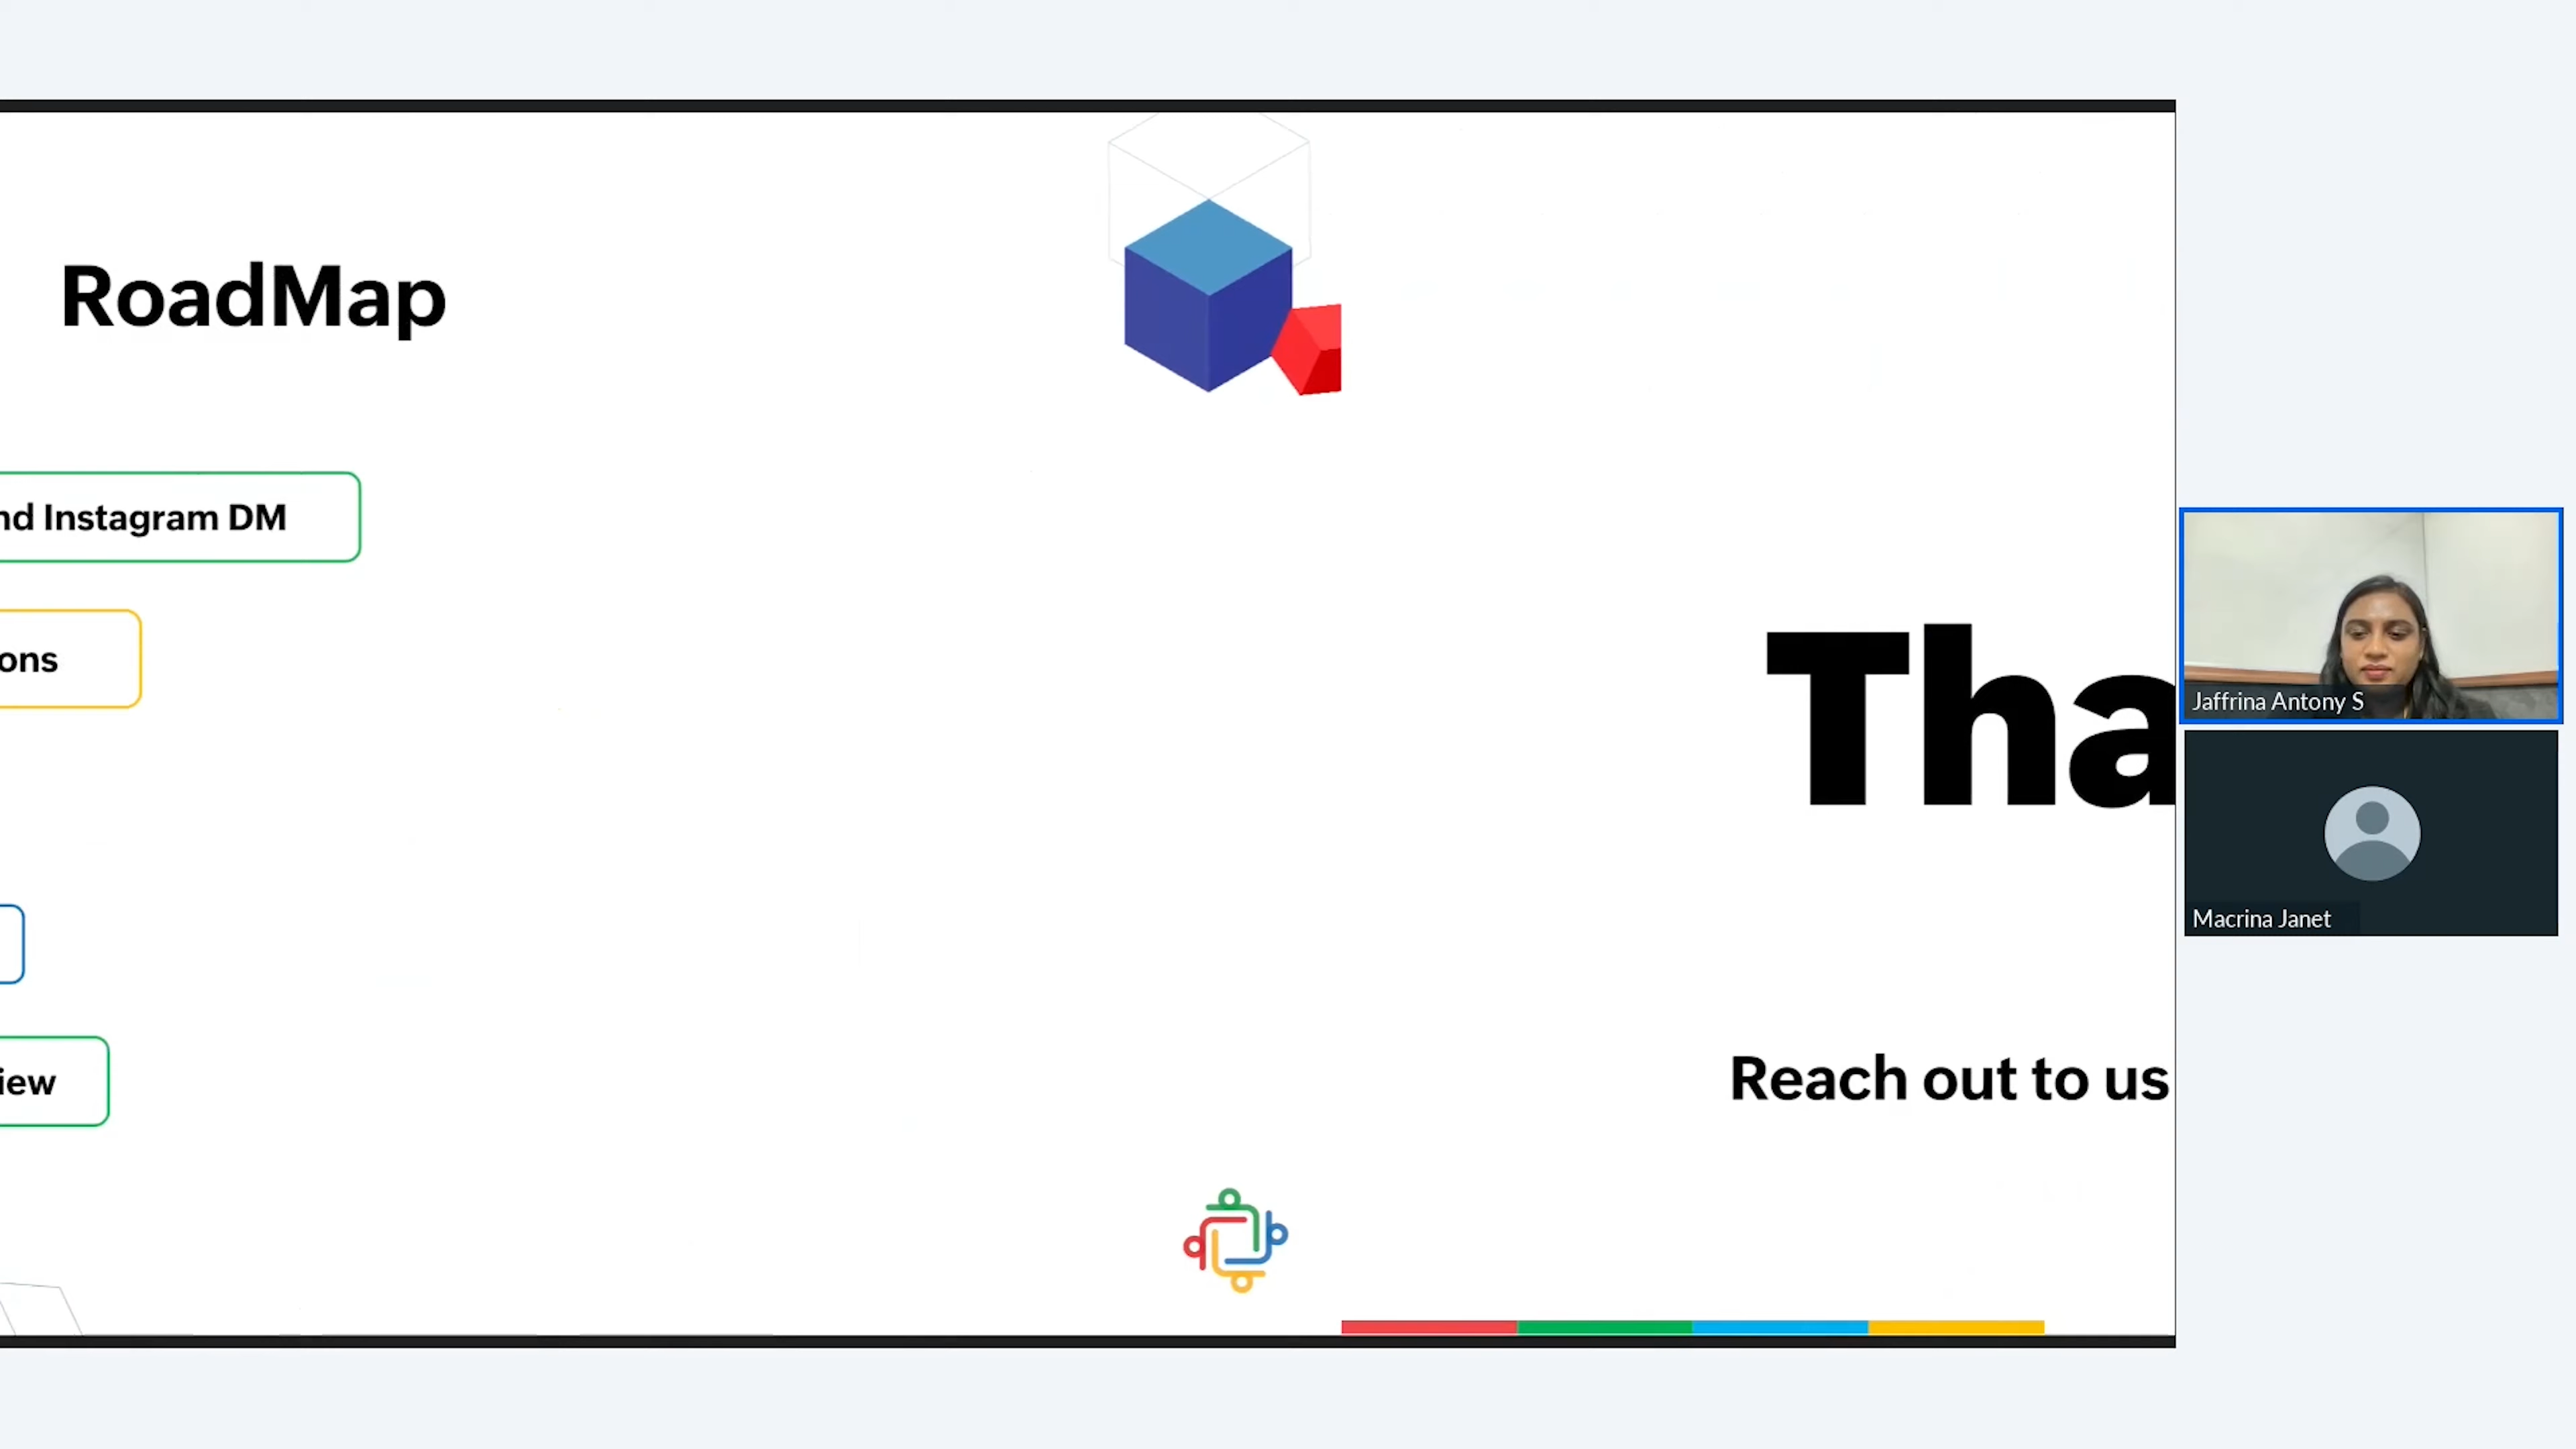 RoadMap
nd Instagram DM
ons
iew
Tha
Reach out to us
Jaffrina Antony S
Macrina Janet